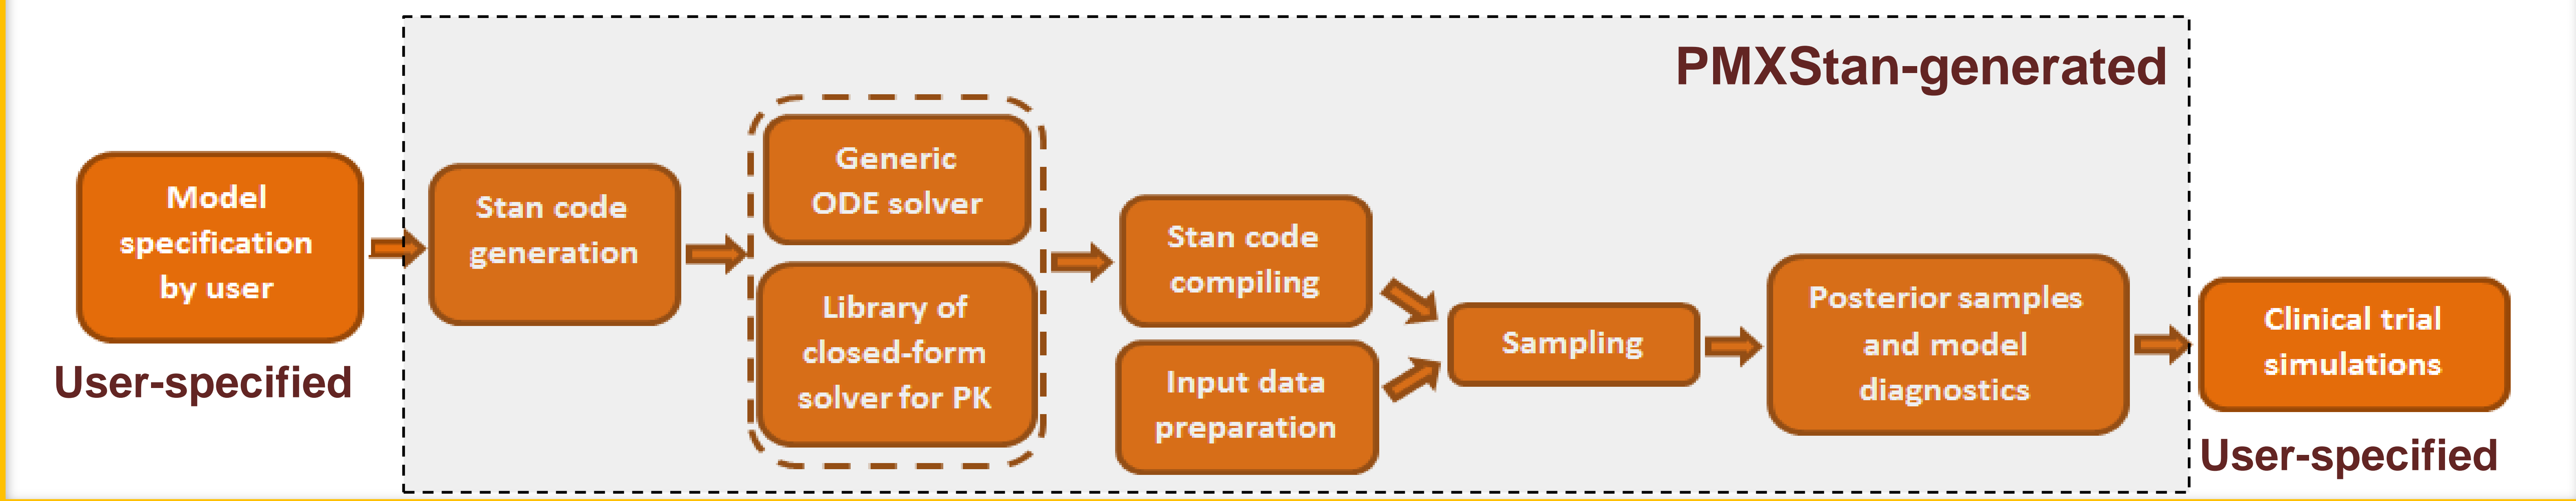 PMXStan-generated
Model
specification
by user
User-specified
Stan code
generation
Generic
ODE solver
Library of
closed-form
solver for PK
Stan code
compiling
Input data
preparation
Sampling
Posterior samples
and model
diagnostics
Clinical trial
simulations
User-specified